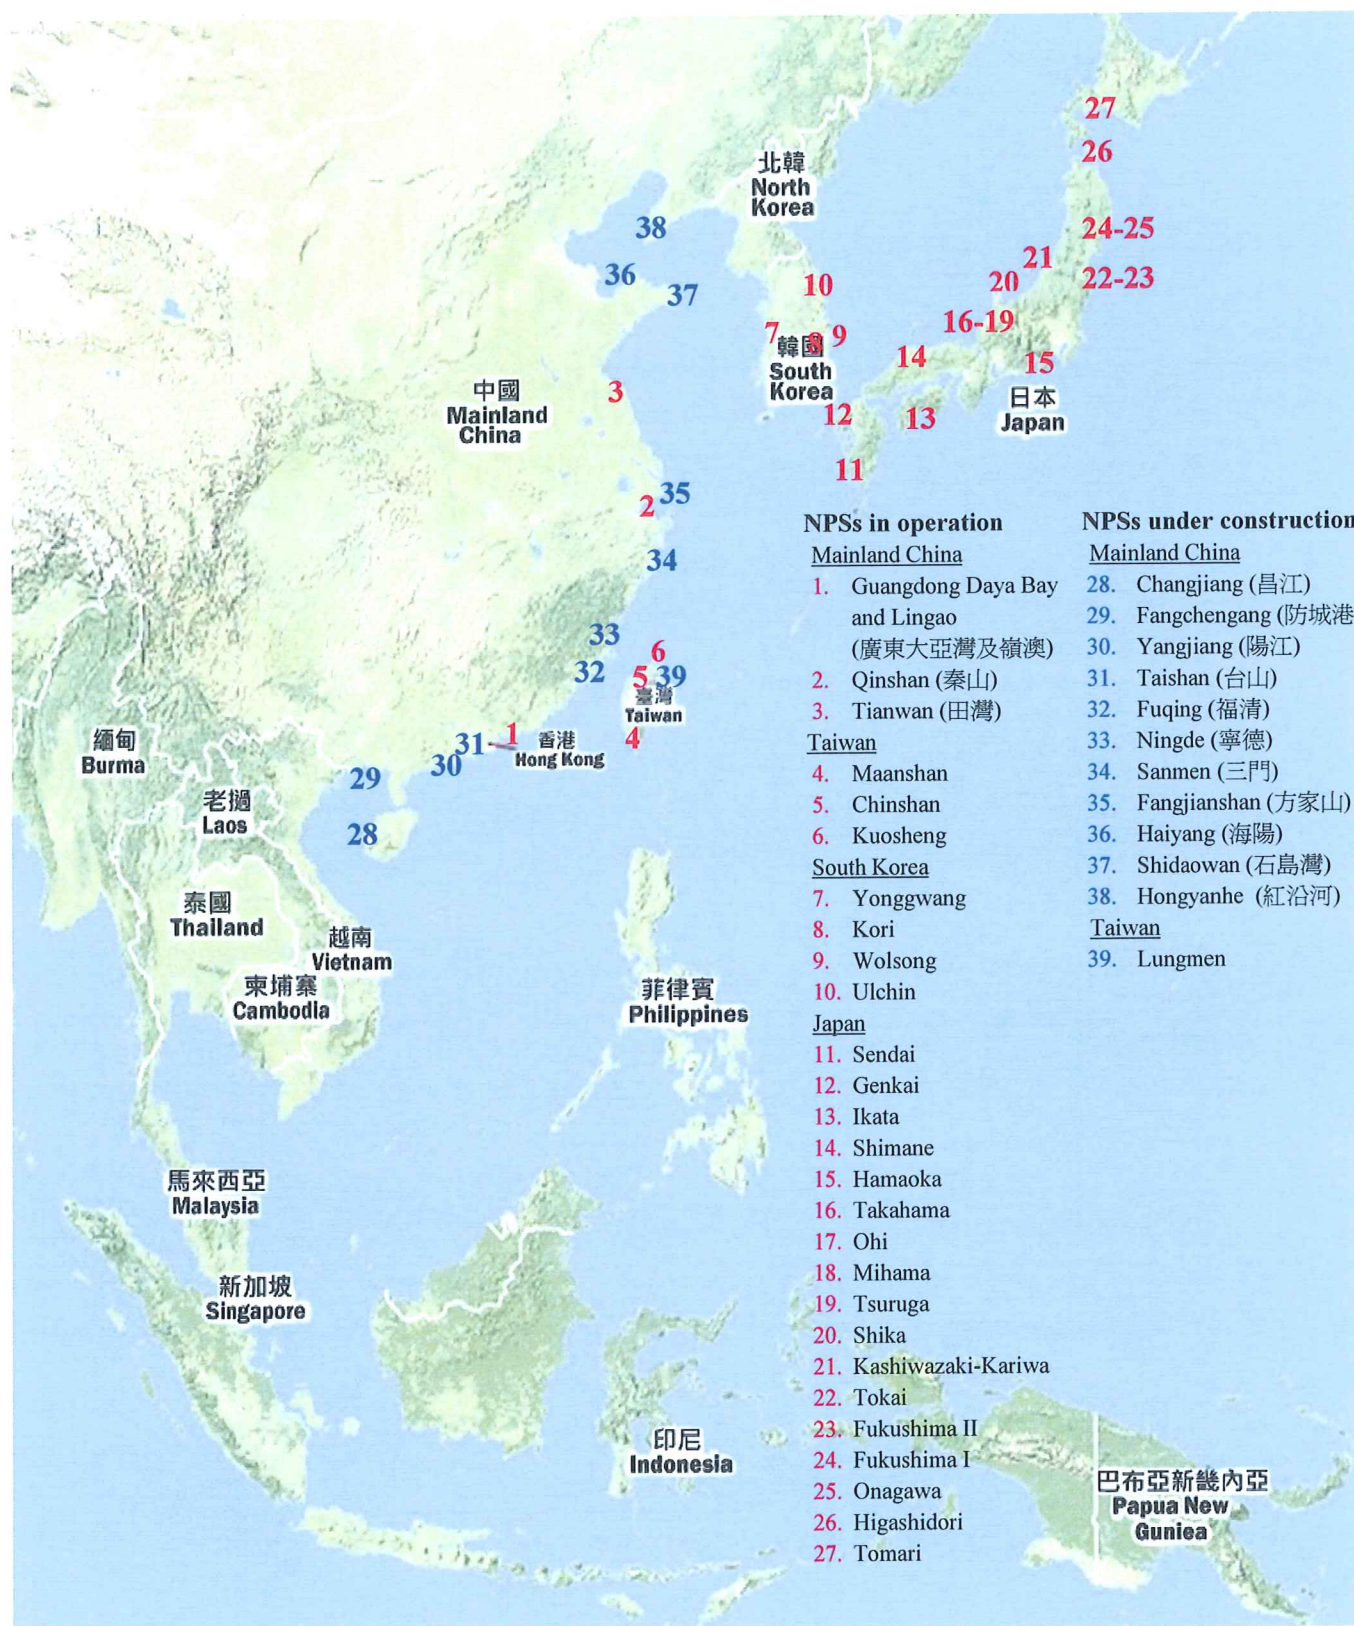 27
26
北韓
North
Korea
38
24-25
21
36
37
10
20
22-23
7
8
9
16-19
韓國
South
Korea
14
15
3
中國
Mainland
China
12
13
日本
Japan
11
2
35
34
33
6
32
5
39
臺灣
Taiwan
4
31
1
香港
Hong Kong
30
29
28
緬甸
Burma
老撾
Laos
泰國
Thailand
越南
Vietnam
柬埔寨
Cambodia
菲律賓
Philippines
馬來西亞
Malaysia
新加坡
Singapore
印尼
Indonesia
巴布亞新畿內亞
Papua New
Guniea
NPSs in operation
Mainland China
1. Guangdong Daya Bay
and Lingao
(廣東大亞灣及嶺澳)
2. Qinshan (秦山)
3. Tianwan (田灣)
Taiwan
4. Maanshan
5. Chinshan
6. Kuosheng
South Korea
7. Yonggwang
8. Kori
9. Wolsong
10. Ulchin
Japan
11. Sendai
12. Genkai
13. Ikata
14. Shimane
15. Hamaoka
16. Takahama
17. Ohi
18. Mihama
19. Tsuruga
20. Shika
21. Kashiwazaki-Kariwa
22. Tokai
23. Fukushima II
24. Fukushima I
25. Onagawa
26. Higashidori
27. Tomari
NPSs under construction
Mainland China
28. Changjiang (昌江)
29. Fangchengang (防城港
30. Yangjiang (陽江)
31. Taishan (台山)
32. Fuqing (福清)
33. Ningde (寧德)
34. Sanmen (三門)
35. Fangjianshan (方家山)
36. Haiyang (海陽)
37. Shidaowan (石島灣)
38. Hongyanhe (紅沿河)
Taiwan
39. Lungmen